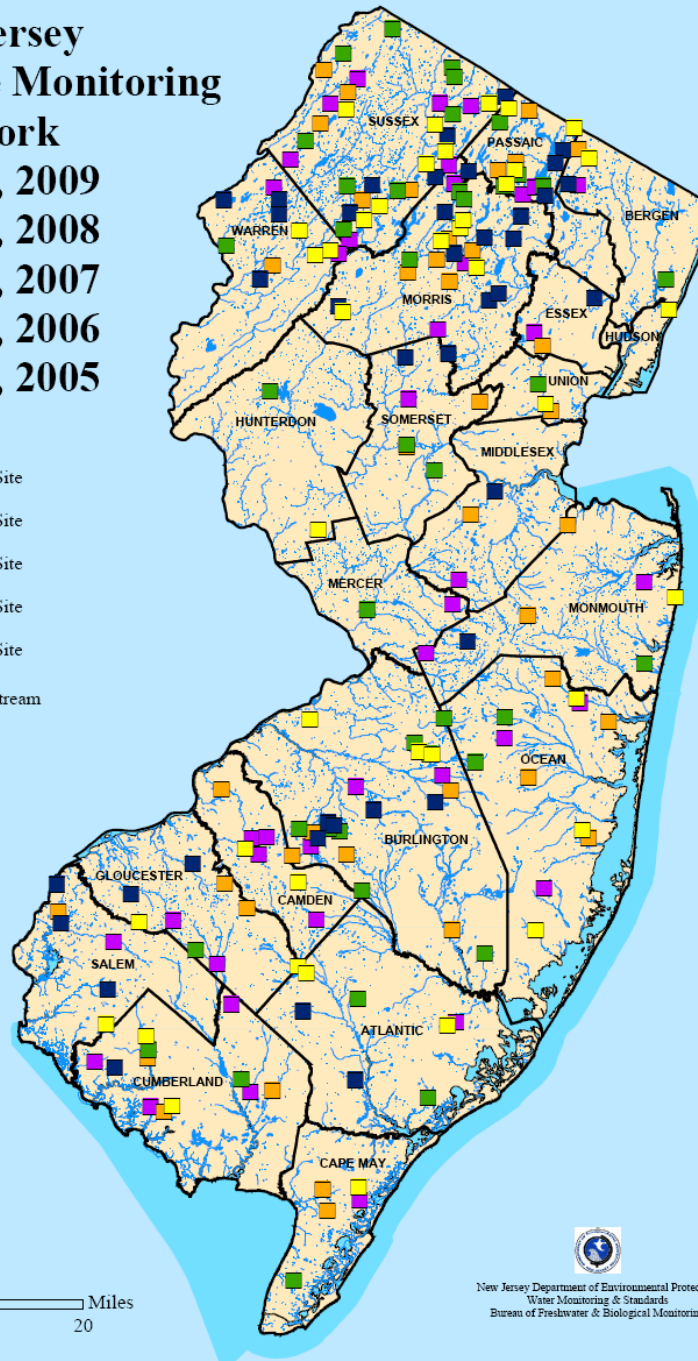 ersey
Monitoring
ork
, 2009
, 2008
, 2007
, 2006
, 2005
Site
Site
Site
Site
Site
tream
SUSSEX
PASSAIC
BERGEN
WARREN
MORRIS
ESSEX
HUDSON
UNION
HUNTERDON
SOMERSET
MIDDLESEX
MERCER
MONMOUTH
OCEAN
BURLINGTON
GLOUCESTER
CAMDEN
SALEM
ATLANTIC
CUMBERLAND
CAPE MAY
Miles
20
New Jersey Department of Environmental Protec
Water Monitoring & Standards
Bureau of Freshwater & Biological Monitorin